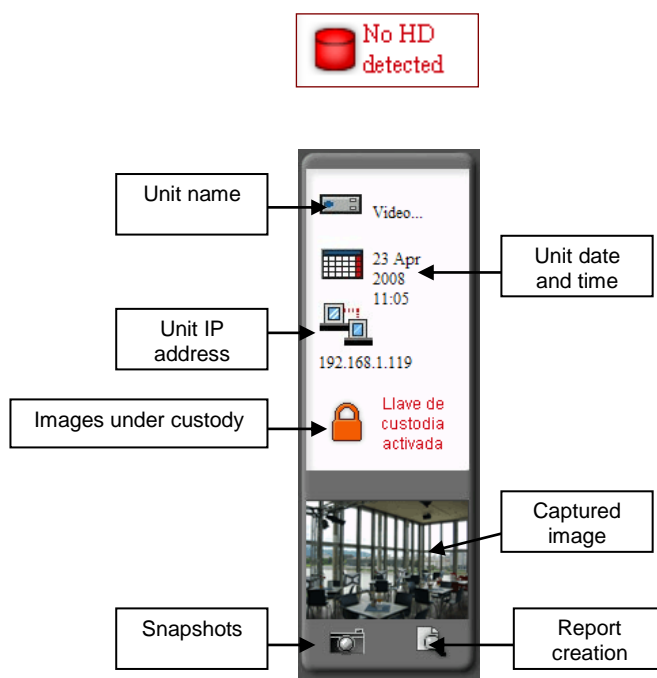 No HD
detected
Unit name
Video...
23 Apr
2008
11:05
Unit date
and time
Unit IP
address
192.168.1.119
Images under custody
Llave de
custodia
activada
Captured
image
Snapshots
Report
creation